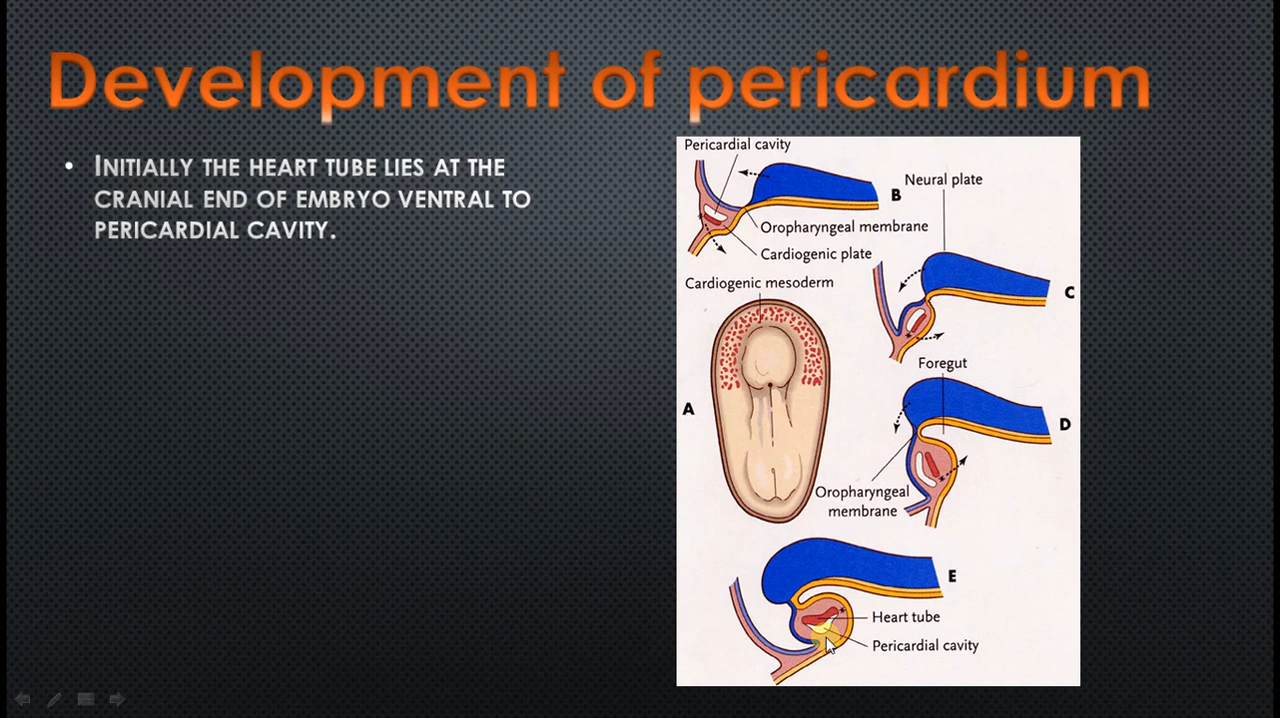 Development of pericardium
• INITIALLY THE HEART TUBE LIES AT THE
CRANIAL END OF EMBRYO VENTRAL TO
PERICARDIAL CAVITY.
Pericardial cavity
Neural plate
B
Oropharyngeal membrane
Cardiogenic plate
Cardiogenic mesoderm
C
Foregut
A
D
Oropharyngeal
membrane
E
Heart tube
Pericardial cavity